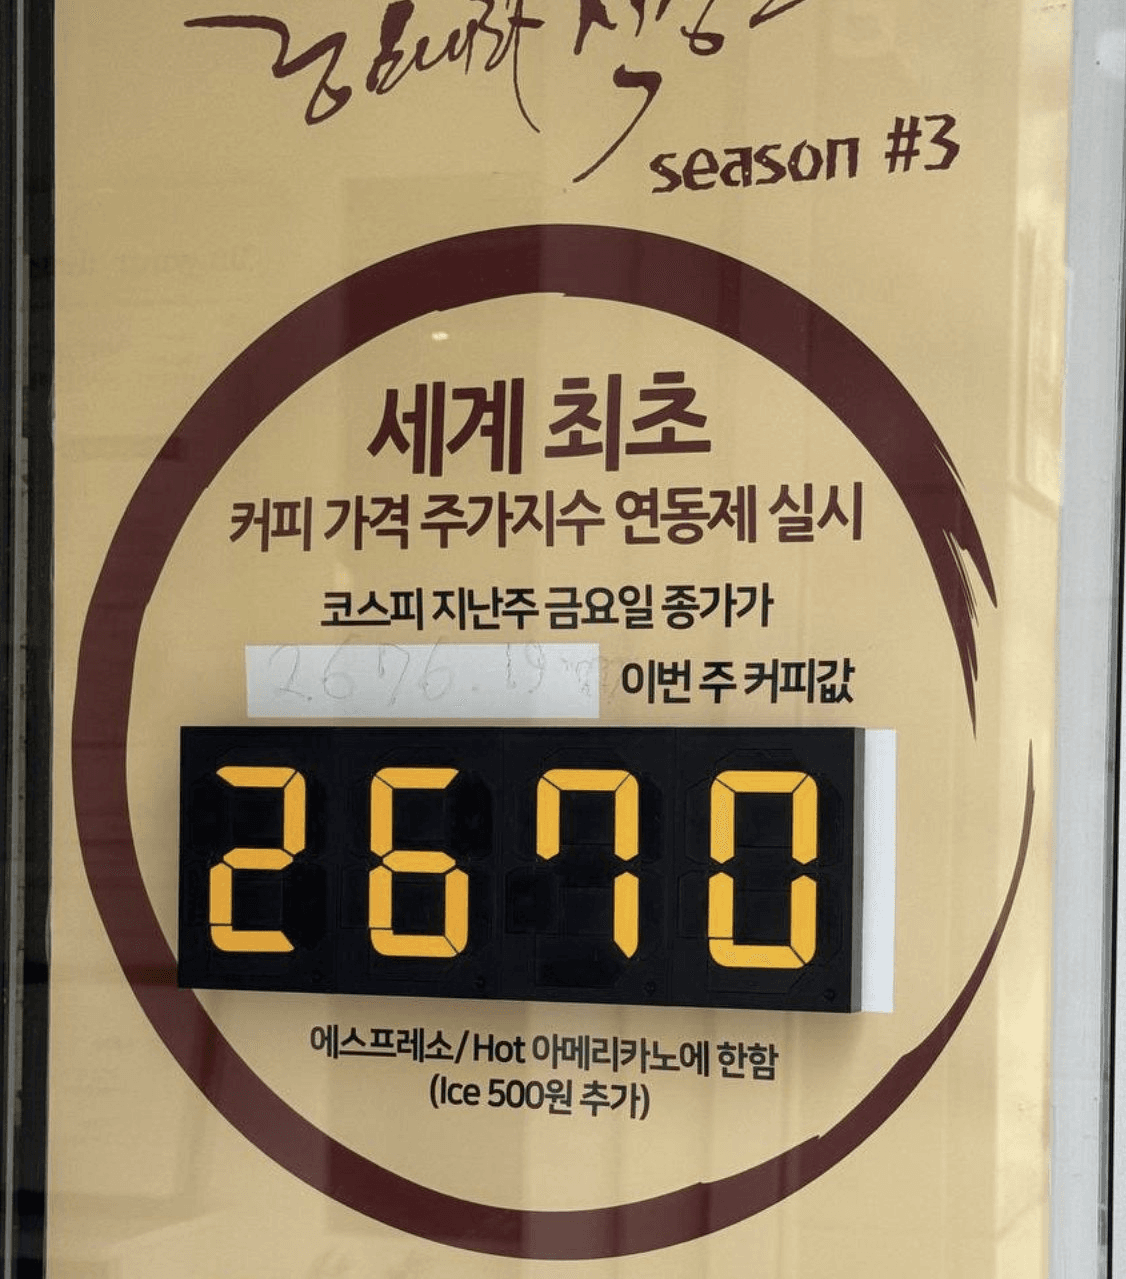 season #3
세계 최초
커피 가격 주가지수 연동제 실시
코스피 지난주 금요일 종가가
2676.19 이번 주 커피값
2670
에스프레소/Hot 아메리카노에 한함
(Ice 500원 추가)